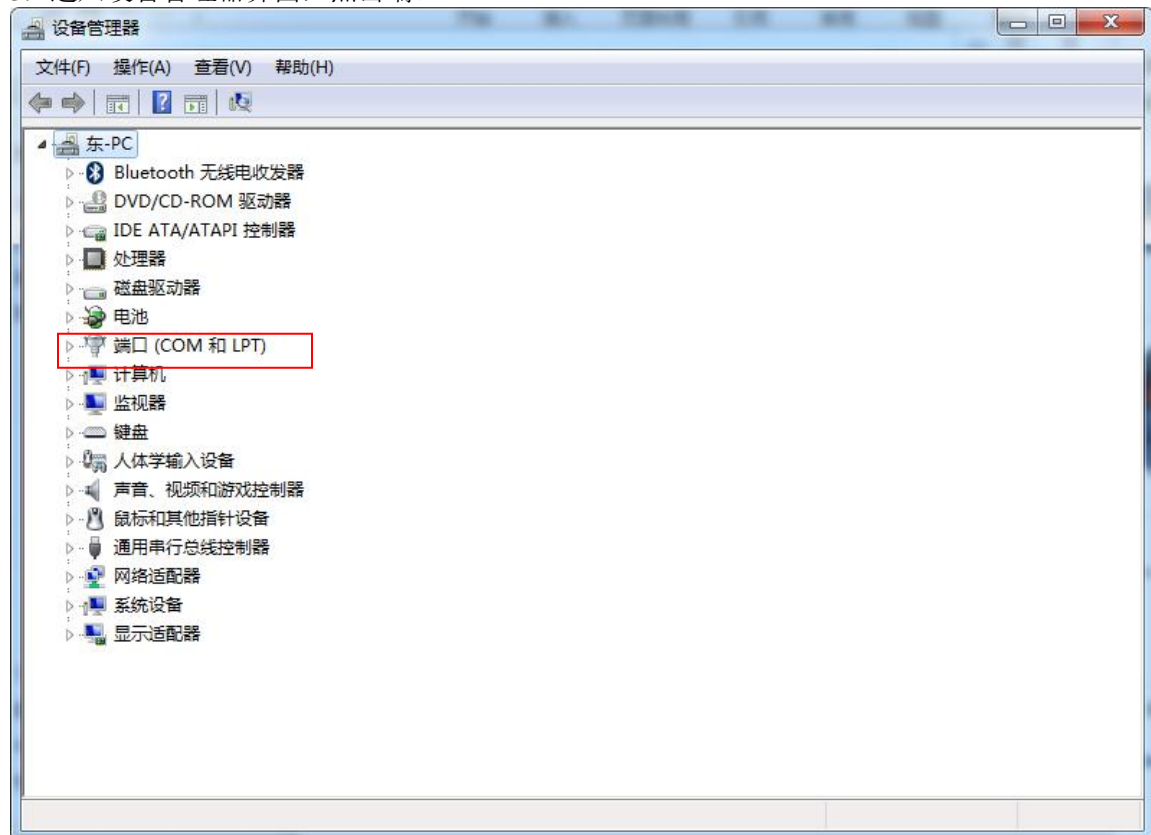 设备管理器
文件(F) 操作(A) 查看(V) 帮助(H)
东-PC
Bluetooth 无线电收发器
DVD/CD-ROM 驱动器
IDE ATA/ATAPI 控制器
处理器
磁盘驱动器
电池
端口 (COM 和 LPT)
计算机
监视器
键盘
人体学输入设备
声音、视频和游戏控制器
鼠标和其他指针设备
通用串行总线控制器
网络适配器
系统设备
显示适配器